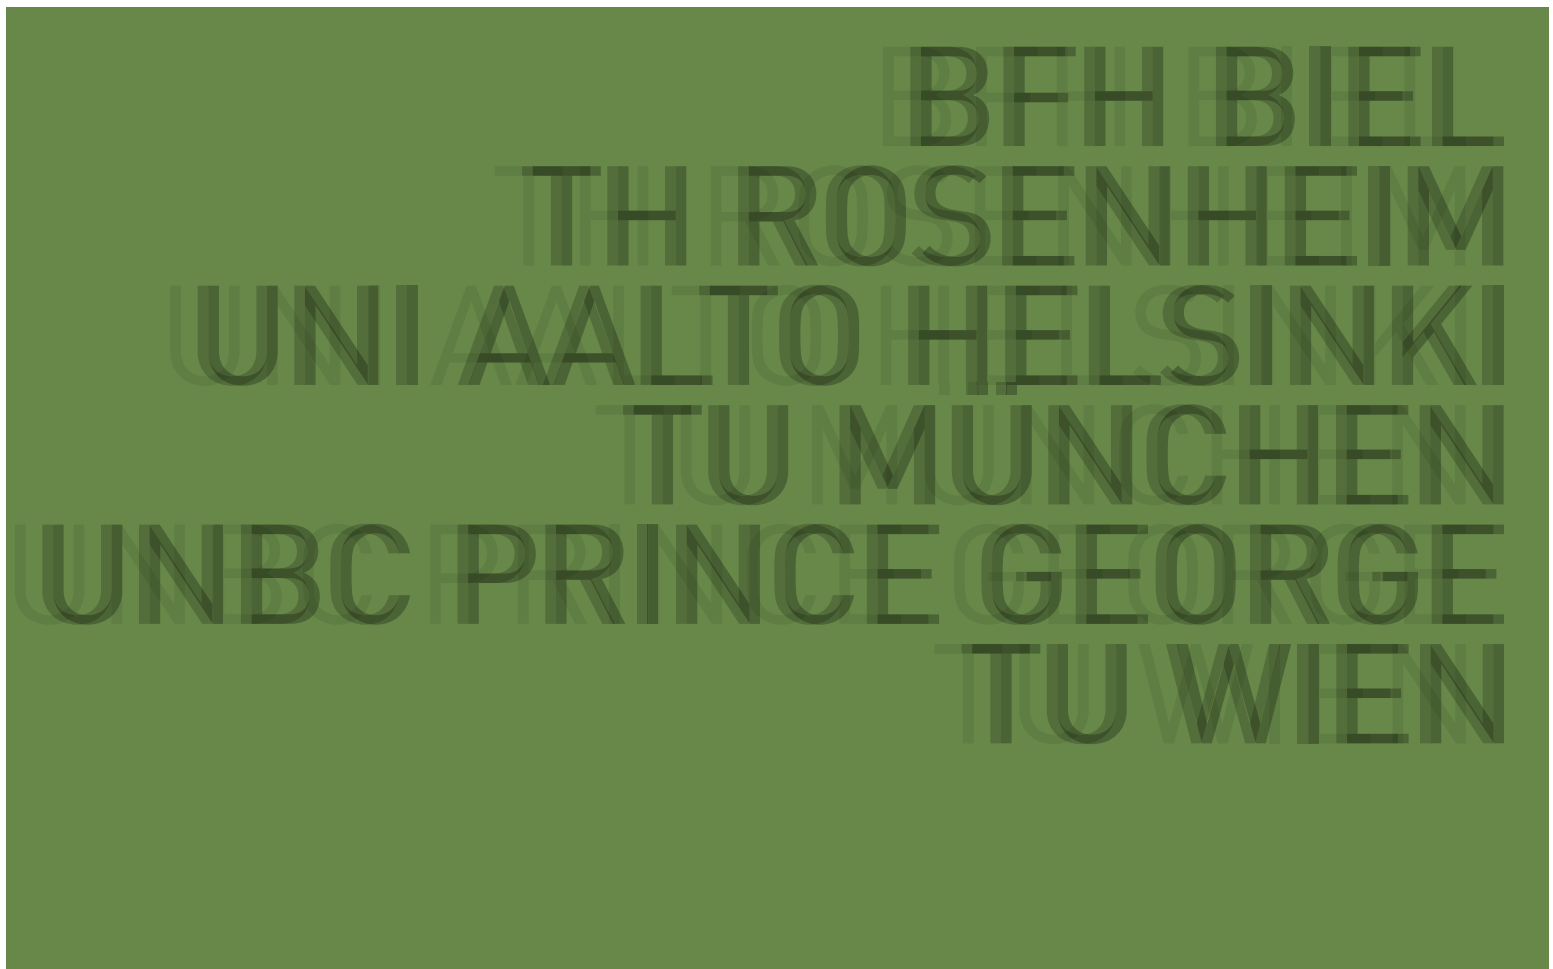 BFH BIEL
TH ROSENHEIM
UNI AALTO HELSINKI
TU MÜNCHEN
UNBC PRINCE GEORGE
TU WIEN